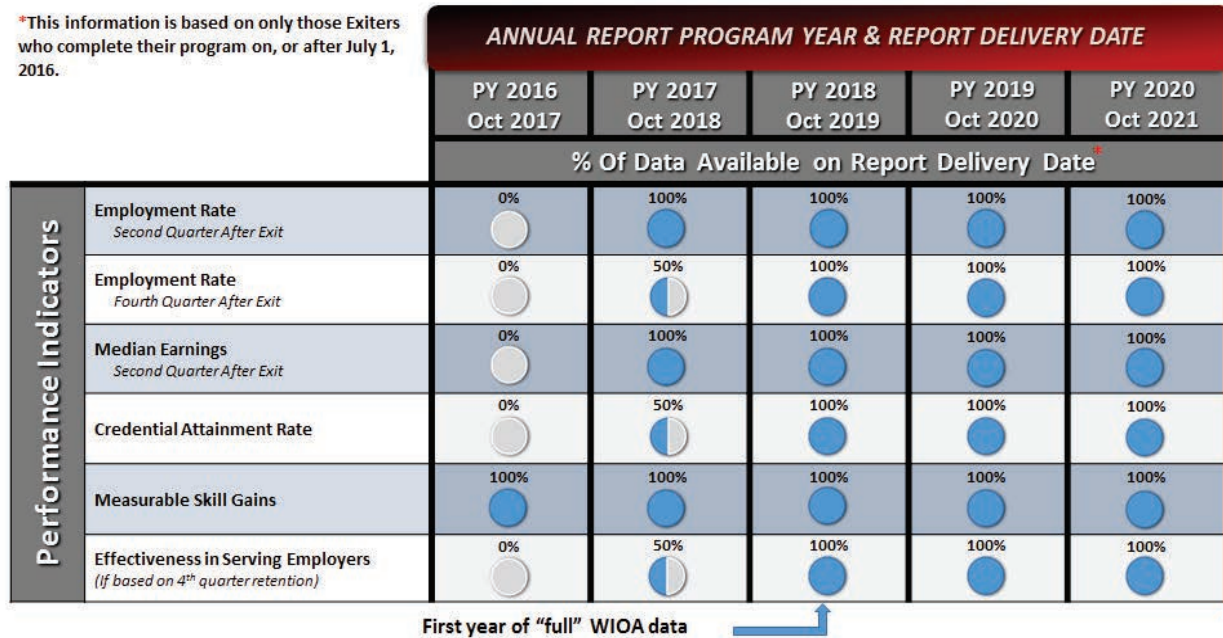 *This information is based on only those Exiters
who complete their program on, or after July 1,
2016.
ANNUAL REPORT PROGRAM YEAR & REPORT DELIVERY DATE
PY 2016 PY 2017 PY 2018 PY 2019 PY 2020
Oct 2017 Oct 2018 Oct 2019 Oct 2020 Oct 2021
% Of Data Available on Report Delivery Date*
Performance Indicators
Employment Rate
Second Quarter After Exit
0% 100% 100% 100% 100%
Employment Rate
Fourth Quarter After Exit
0% 50% 100% 100% 100%
Median Earnings
Second Quarter After Exit
0% 100% 100% 100% 100%
Credential Attainment Rate
0% 50% 100% 100% 100%
Measurable Skill Gains
100% 100% 100% 100% 100%
Effectiveness in Serving Employers
(If based on 4th quarter retention)
0% 50% 100% 100% 100%
First year of “full” WIOA data